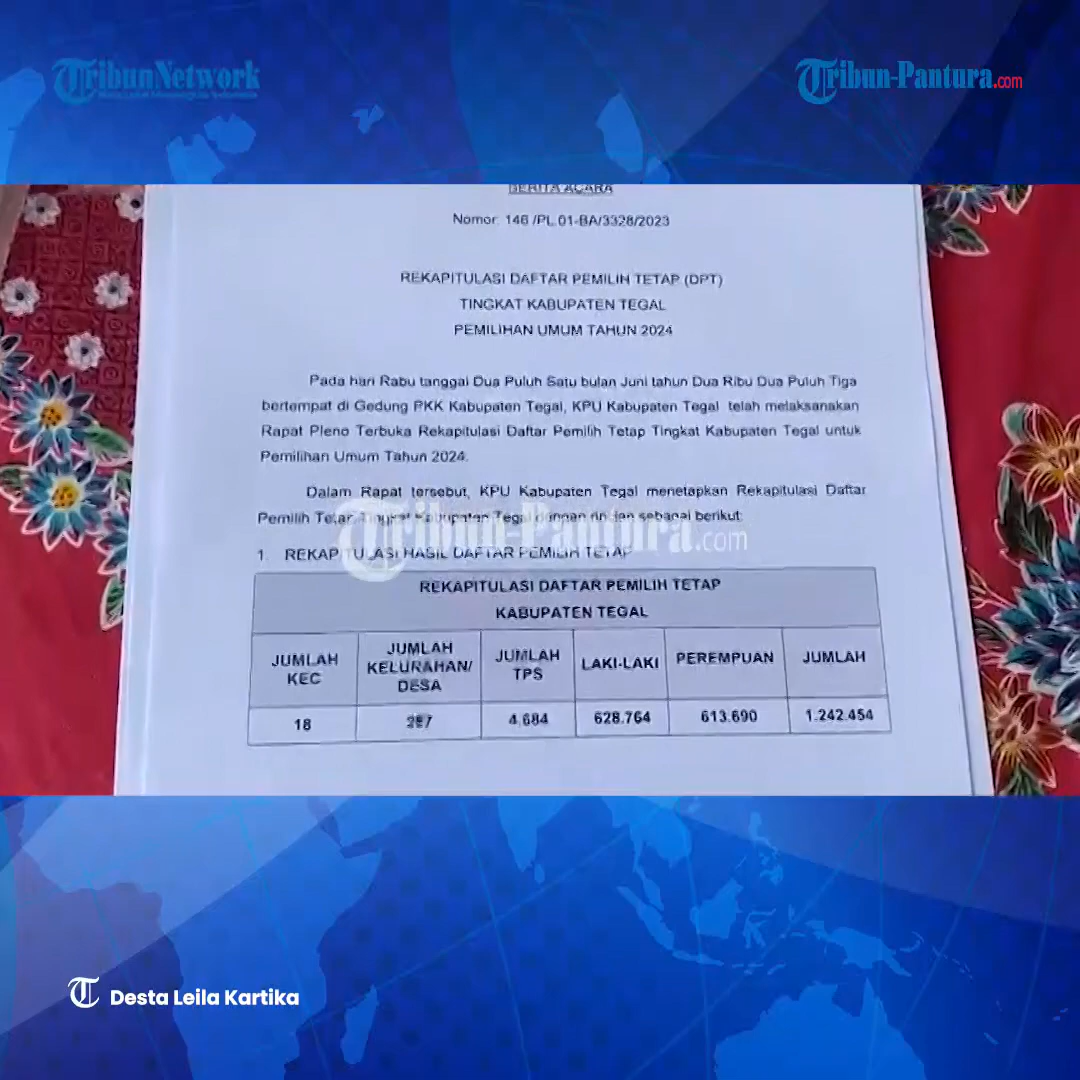 TribunNetwork
Tribun-Pantura.com
BERITA ACARA
Nomor: 146 /PL.01-BA/3328/2023
REKAPITULASI DAFTAR PEMILIH TETAP (DPT)
TINGKAT KABUPATEN TEGAL
PEMILIHAN UMUM TAHUN 2024
Pada hari Rabu tanggal Dua Puluh Satu bulan Juni tahun Dua Ribu Dua Puluh Tiga
bertempat di Gedung PKK Kabupaten Tegal, KPU Kabupaten Tegal telah melaksanakan
Rapat Pleno Terbuka Rekapitulasi Daftar Pemilih Tetap Tingkat Kabupaten Tegal untuk
Pemilihan Umum Tahun 2024.
Dalam Rapat tersebut, KPU Kabupaten Tegal menetapkan Rekapitulasi Daftar
Pemilih Tetap Tingkat Kabupaten Tegal dengan rincian sebagai berikut:
Tribun-Pantura.com
1. REKAPITULASI HASIL DAFTAR PEMILIH TETAP
REKAPITULASI DAFTAR PEMILIH TETAP
KABUPATEN TEGAL
JUMLAH KEC JUMLAH KELURAHAN/ DESA JUMLAH TPS LAKI-LAKI PEREMPUAN JUMLAH
18 4.684 628.764 613.690 1.242.454
Desta Leila Kartika